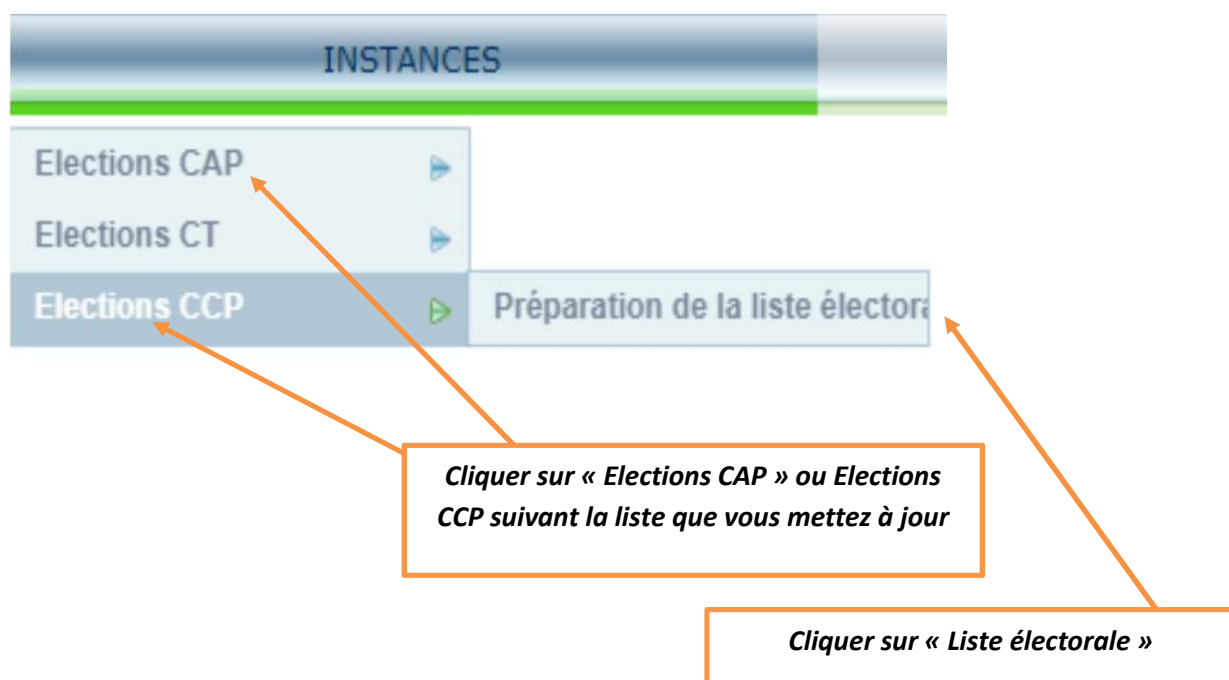 INSTANCES
Elections CAP
Elections CT
Elections CCP
Préparation de la liste
Cliquer sur « Elections CAP » ou Elections
CCP suivant la liste que vous mettez à jour
Cliquer sur « Liste électorale »